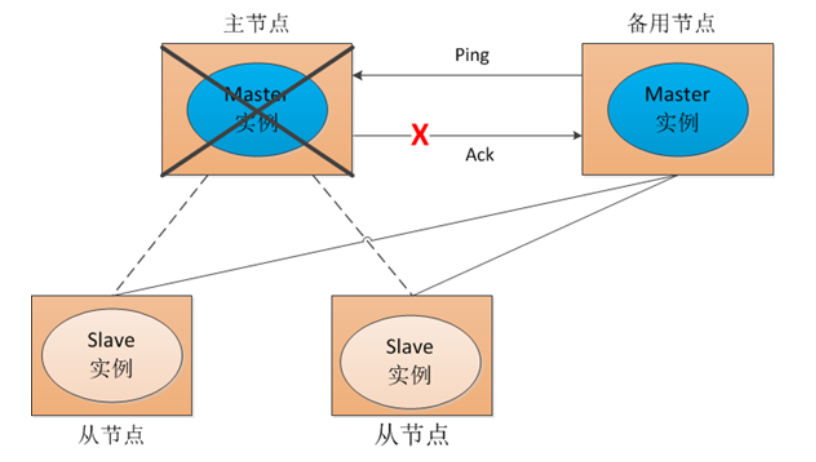 主节点
备用节点
Ping
Master
实例
Master
实例
X
Ack
Slave
实例
Slave
实例
从节点
从节点